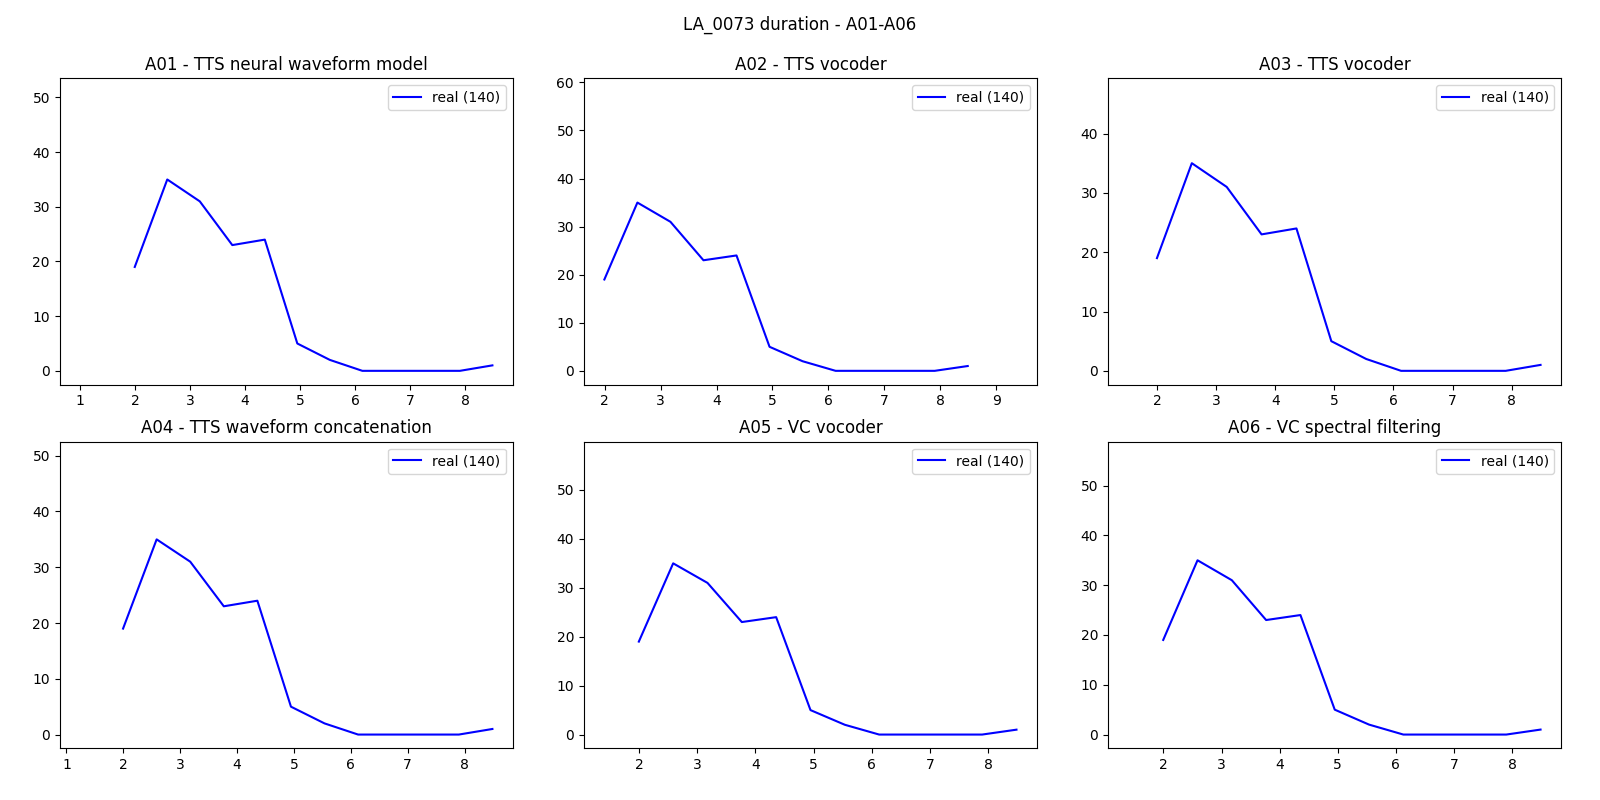 LA_0073 duration - A01-A06
A01 - TTS neural waveform model
50
40
30
20
10
0
1 2 3 4 5 6 7 8
real (140)
A02 - TTS vocoder
60
50
40
30
20
10
0
2 3 4 5 6 7 8 9
real (140)
A03 - TTS vocoder
40
30
20
10
0
2 3 4 5 6 7 8
real (140)
A04 - TTS waveform concatenation
50
40
30
20
10
0
1 2 3 4 5 6 7 8
real (140)
A05 - VC vocoder
50
40
30
20
10
0
2 3 4 5 6 7 8
real (140)
A06 - VC spectral filtering
50
40
30
20
10
0
2 3 4 5 6 7 8
real (140)